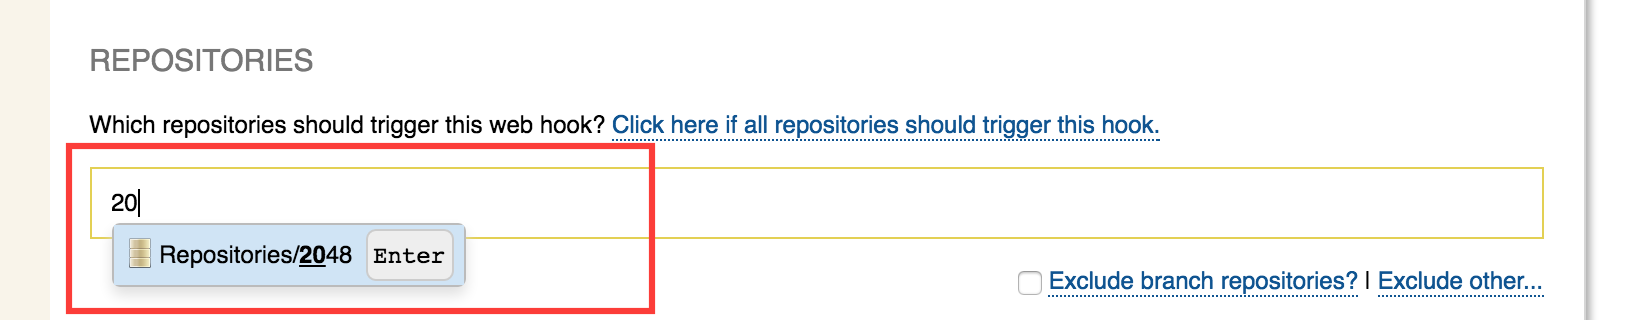 REPOSITORIES
Which repositories should trigger this web hook? Click here if all repositories should trigger this hook.
20
Repositories/2048 Enter
Exclude branch repositories? | Exclude other...